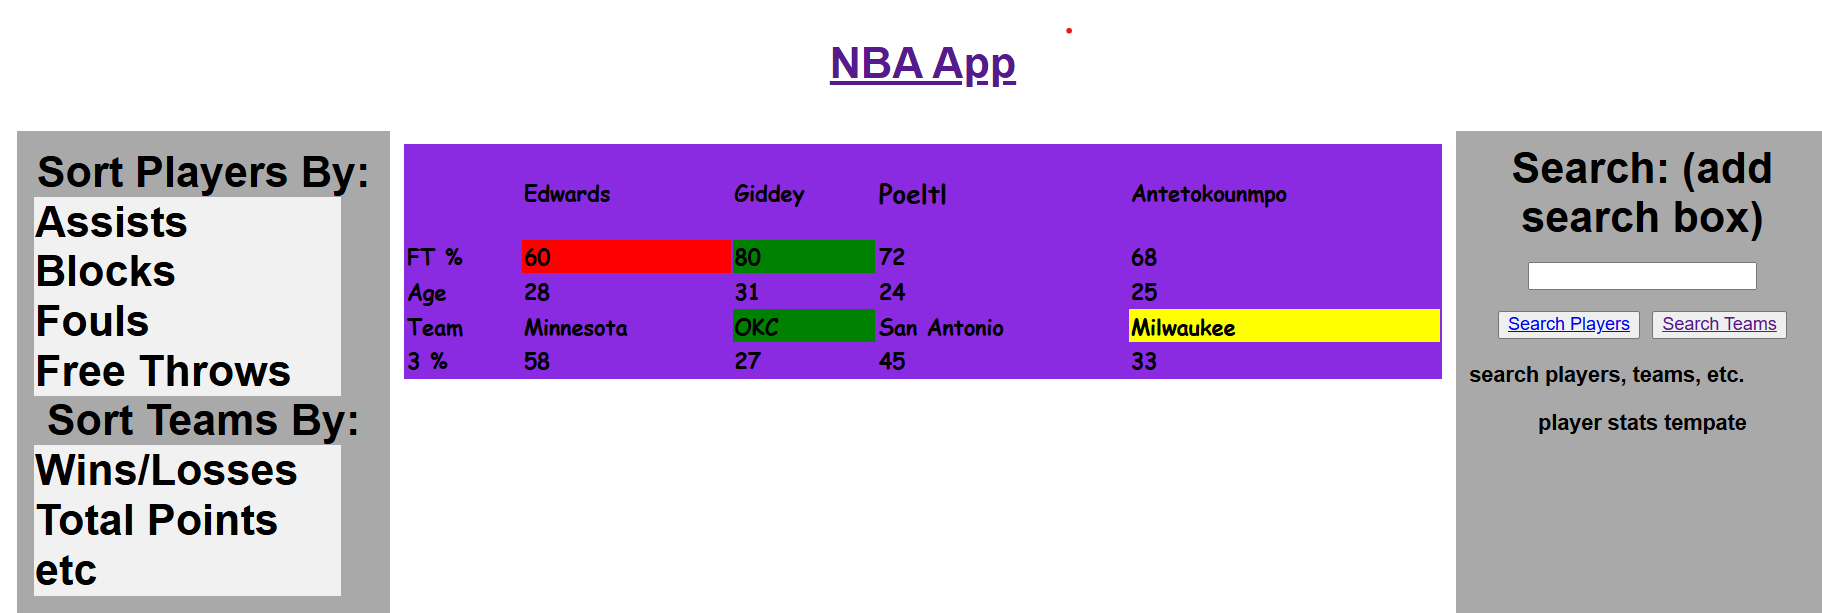 NBA App
Sort Players By:
Assists
Blocks
Fouls
Free Throws
Sort Teams By:
Wins/Losses
Total Points
etc
Edwards Giddey Poeltl Antetokounmpo
FT % 60 80 72 68
Age 28 31 24 25
Team Minnesota OKC San Antonio Milwaukee
3 % 58 27 45 33
Search: (add
search box)
Search Players Search Teams
search players, teams, etc.
player stats tempate